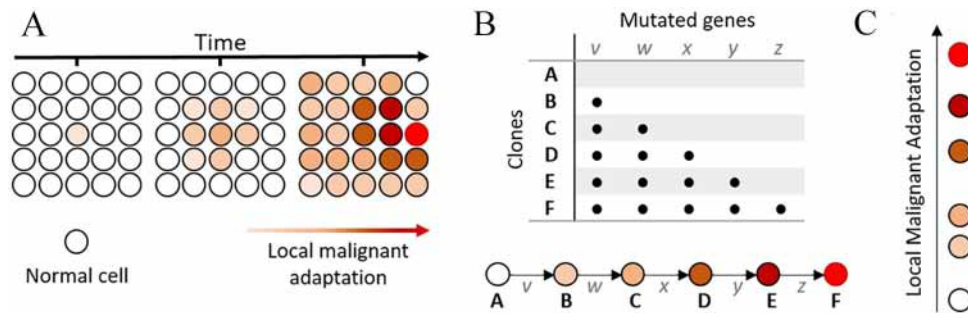 A
Time
Normal cell
Local malignant
adaptation
B
Mutated genes
v w x y z
Clones
A
B
C
D
E
F
v w x y z
A B C D E F
C
Local Malignant Adaptation